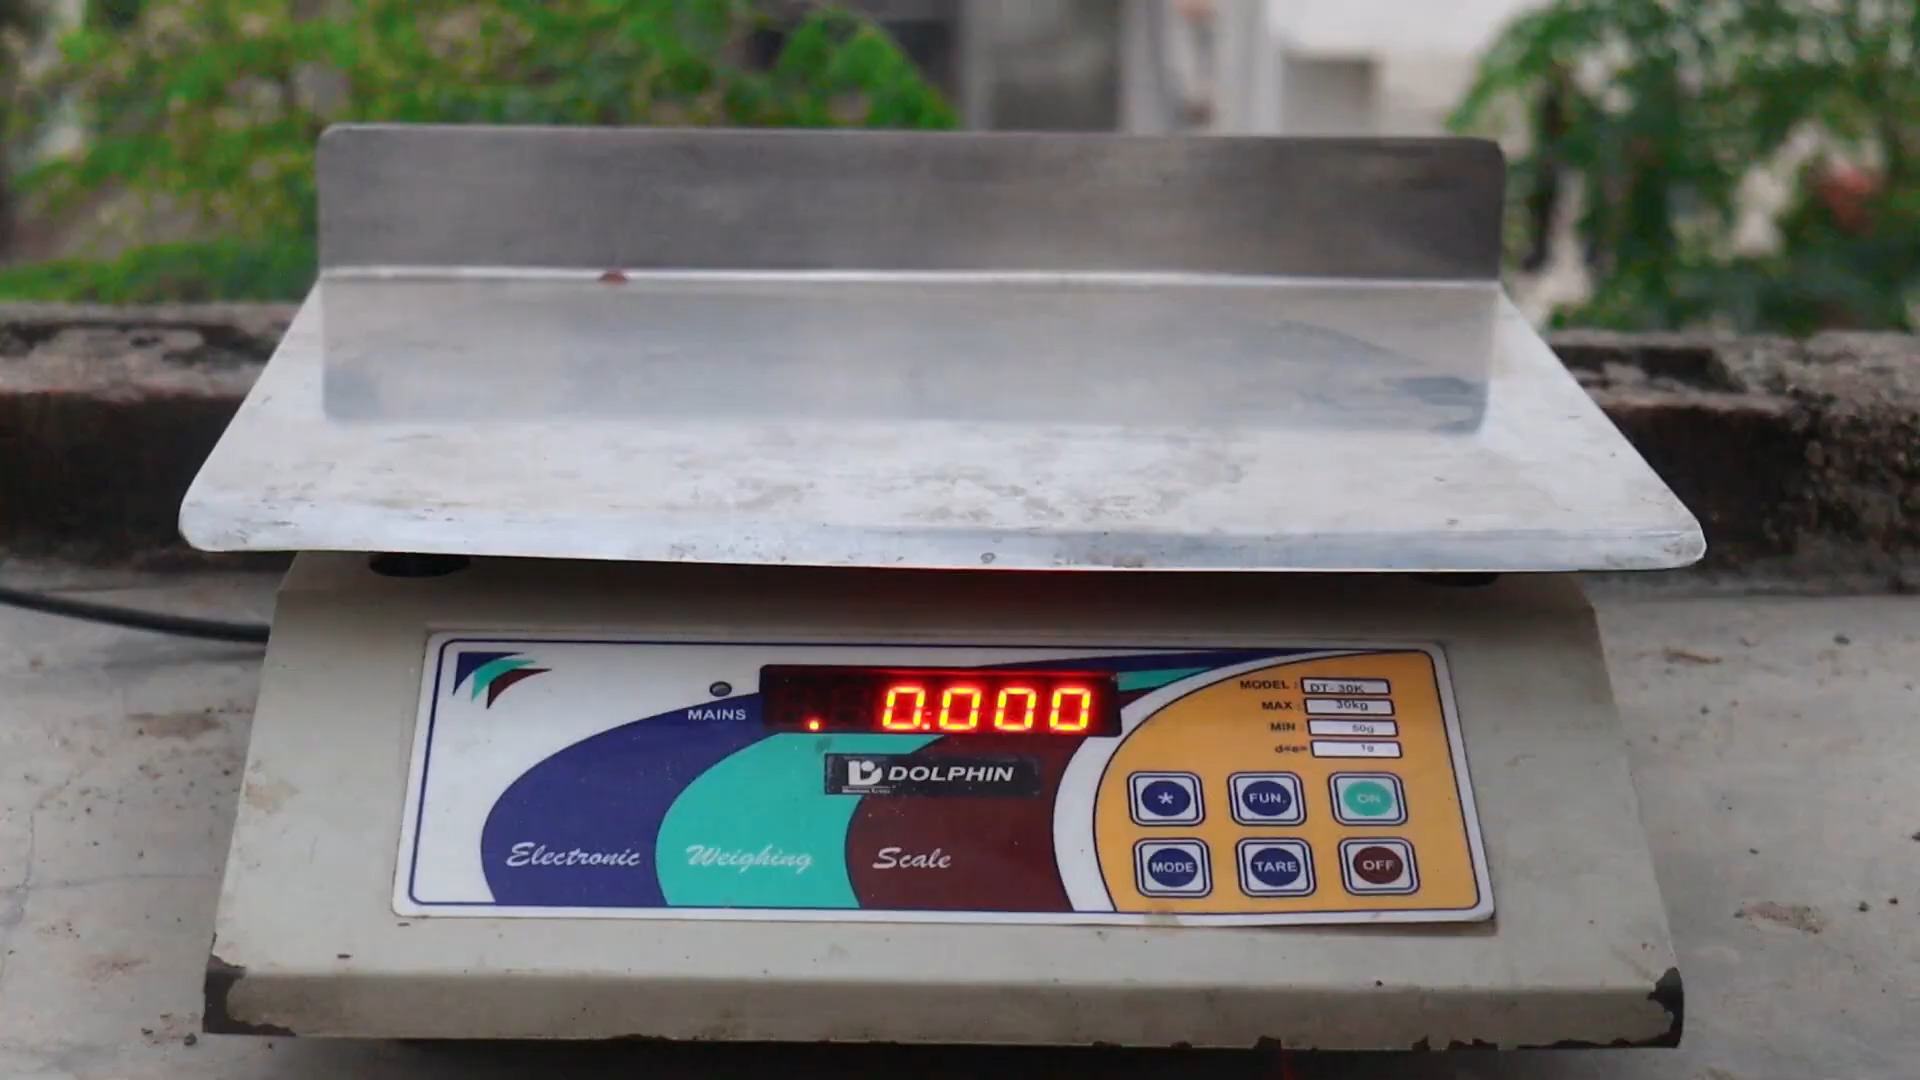 MAINS
. 0.000
DOLPHIN
Electronic Weighing Scale
MODEL : DT-30K
MAX : 30kg
MIN 50g
d=e= 1g
* FUN. ON
MODE TARE OFF